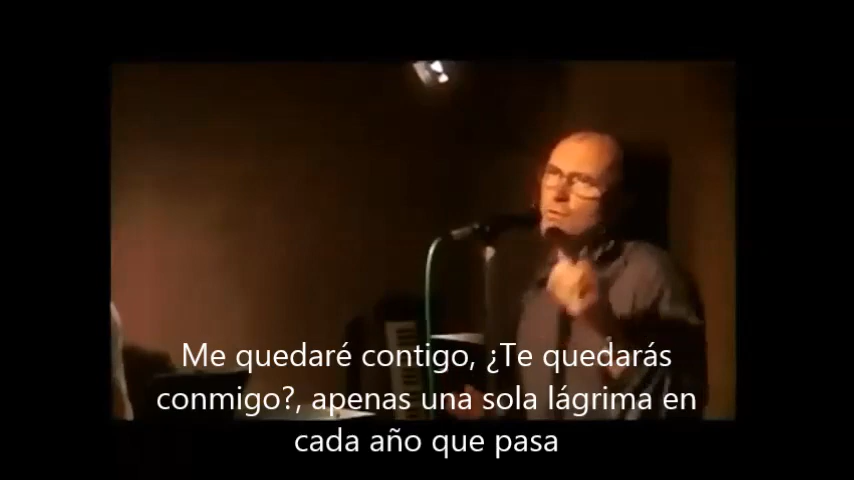 Me quedaré contigo, ¿Te quedarás
conmigo?, apenas una sola lágrima en
cada año que pasa